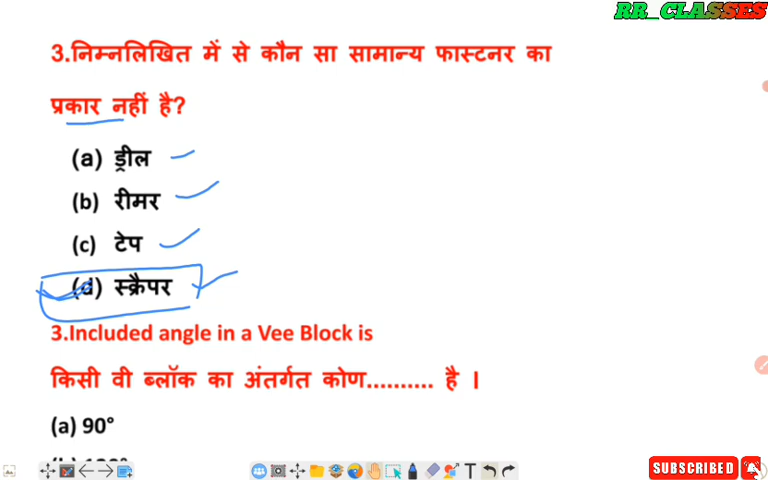 RR_CLASSES
3.निम्नलिखित में से कौन सा सामान्य फास्टनर का
प्रकार नहीं है?
(a) ड्रील
(b) रीमर
(c) टेप
(d) स्क्रैपर
3.Included angle in a Vee Block is
किसी वी ब्लॉक का अंतर्गत कोण.......... है ।
(a) 90°
SUBSCRIBED